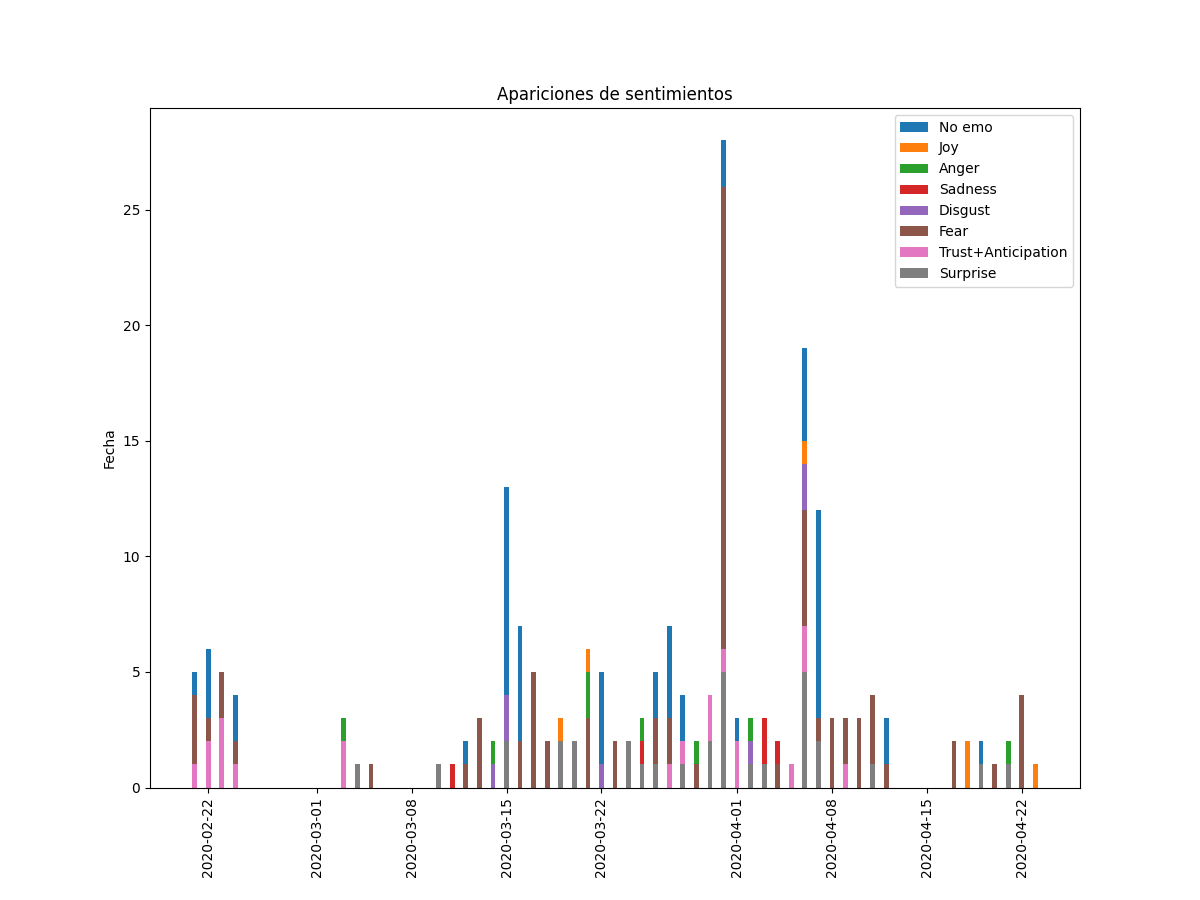 Apariciones de sentimientos
No emo
Joy
Anger
Sadness
Disgust
Fear
Trust+Anticipation
Surprise
Fecha
25
20
15
10
5
0
2020-02-22
2020-03-01
2020-03-08
2020-03-15
2020-03-22
2020-04-01
2020-04-08
2020-04-15
2020-04-22